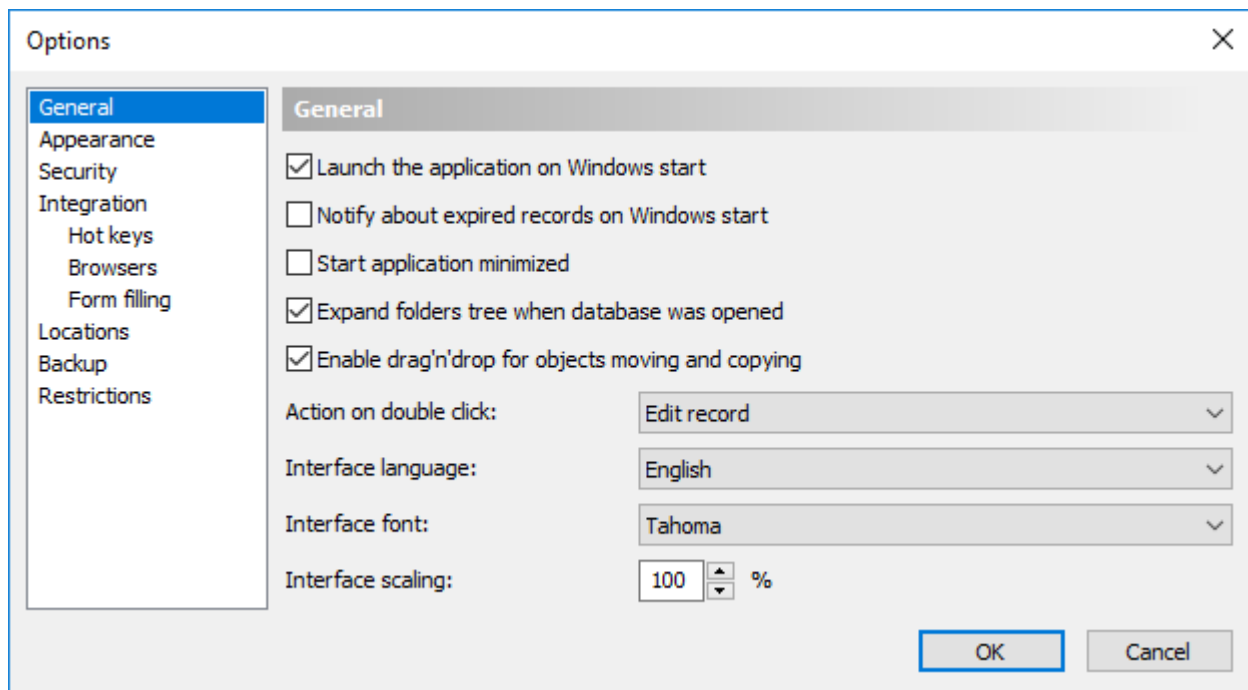 Options
General
Appearance
Security
Integration
Hot keys
Browsers
Form filling
Locations
Backup
Restrictions
General
Launch the application on Windows start
Notify about expired records on Windows start
Start application minimized
Expand folders tree when database was opened
Enable drag'n'drop for objects moving and copying
Action on double click: Edit record
Interface language: English
Interface font: Tahoma
Interface scaling: 100 %
OK Cancel